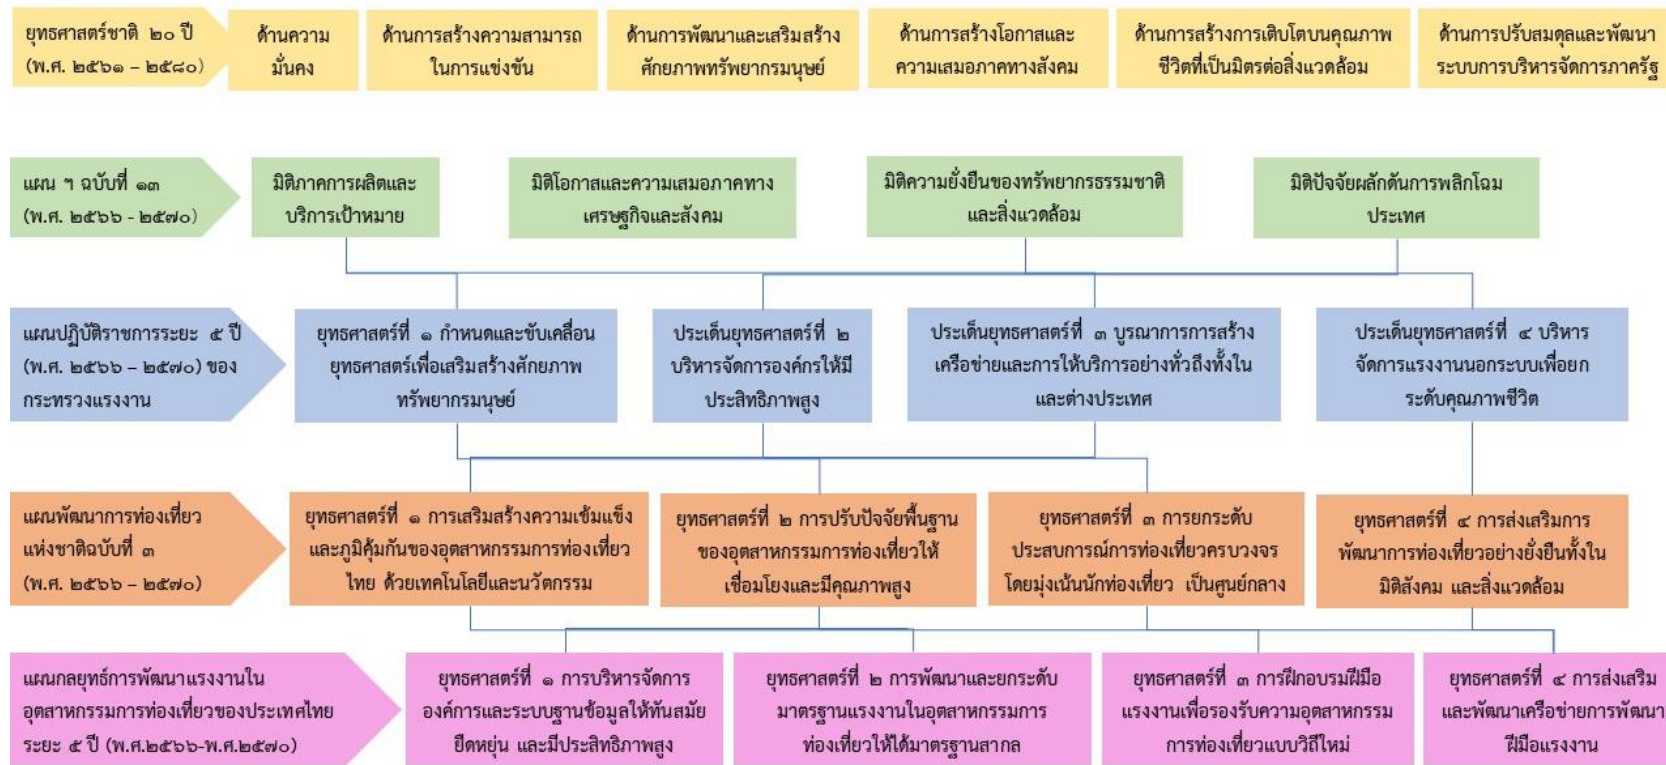 ยุทธศาสตร์ชาติ ๒๐ ปี
(พ.ศ. ๒๕๖๑ – ๒๕๘๐)
ด้านความ
มั่นคง
ด้านการสร้างความสามารถ
ในการแข่งขัน
ด้านการพัฒนาและเสริมสร้าง
ศักยภาพทรัพยากรมนุษย์
ด้านการสร้างโอกาสและ
ความเสมอภาคทางสังคม
ด้านการสร้างการเติบโตบนคุณภาพ
ชีวิตที่เป็นมิตรต่อสิ่งแวดล้อม
ด้านการปรับสมดุลและพัฒนา
ระบบการบริหารจัดการภาครัฐ
แผน ฯ ฉบับที่ ๑๓
(พ.ศ. ๒๕๖๖ - ๒๕๗๐)
มิติภาคการผลิตและ
บริการเป้าหมาย
มิติโอกาสและความเสมอภาคทาง
เศรษฐกิจและสังคม
มิติความยั่งยืนของทรัพยากรธรรมชาติ
และสิ่งแวดล้อม
มิติปัจจัยผลักดันการพลิกโฉม
ประเทศ
แผนปฏิบัติราชการระยะ ๕ ปี
(พ.ศ. ๒๕๖๖ – ๒๕๗๐) ของ
กระทรวงแรงงาน
ยุทธศาสตร์ที่ ๑ กำหนดและขับเคลื่อน
ยุทธศาสตร์เพื่อเสริมสร้างศักยภาพ
ทรัพยากรมนุษย์
ประเด็นยุทธศาสตร์ที่ ๒
บริหารจัดการองค์กรให้มี
ประสิทธิภาพสูง
ประเด็นยุทธศาสตร์ที่ ๓ บูรณาการการสร้าง
เครือข่ายและการให้บริการอย่างทั่วถึงทั้งใน
และต่างประเทศ
ประเด็นยุทธศาสตร์ที่ ๔ บริหาร
จัดการแรงงานนอกระบบเพื่อยก
ระดับคุณภาพชีวิต
แผนพัฒนาการท่องเที่ยว
แห่งชาติฉบับที่ ๓
(พ.ศ. ๒๕๖๖ – ๒๕๗๐)
ยุทธศาสตร์ที่ ๑ การเสริมสร้างความเข้มแข็ง
และภูมิคุ้มกันของอุตสาหกรรมการท่องเที่ยว
ไทย ด้วยเทคโนโลยีและนวัตกรรม
ยุทธศาสตร์ที่ ๒ การปรับปัจจัยพื้นฐาน
ของอุตสาหกรรมการท่องเที่ยวให้
เชื่อมโยงและมีคุณภาพสูง
ยุทธศาสตร์ที่ ๓ การยกระดับ
ประสบการณ์การท่องเที่ยวครบวงจร
โดยมุ่งเน้นนักท่องเที่ยว เป็นศูนย์กลาง
ยุทธศาสตร์ที่ ๔ การส่งเสริมการ
พัฒนาการท่องเที่ยวอย่างยั่งยืนทั้งใน
มิติสังคม และสิ่งแวดล้อม
แผนกลยุทธ์การพัฒนาแรงงานใน
อุตสาหกรรมการท่องเที่ยวของประเทศไทย
ระยะ ๕ ปี (พ.ศ.๒๕๖๖-พ.ศ.๒๕๗๐)
ยุทธศาสตร์ที่ ๑ การบริหารจัดการ
องค์การและระบบฐานข้อมูลให้ทันสมัย
ยืดหยุ่น และมีประสิทธิภาพสูง
ยุทธศาสตร์ที่ ๒ การพัฒนาและยกระดับ
มาตรฐานแรงงานในอุตสาหกรรมการ
ท่องเที่ยวให้ได้มาตรฐานสากล
ยุทธศาสตร์ที่ ๓ การฝึกอบรมฝีมือ
แรงงานเพื่อรองรับความอุตสาหกรรม
การท่องเที่ยวแบบวิถีใหม่
ยุทธศาสตร์ที่ ๔ การส่งเสริม
และพัฒนาเครือข่ายการพัฒนา
ฝีมือแรงงาน